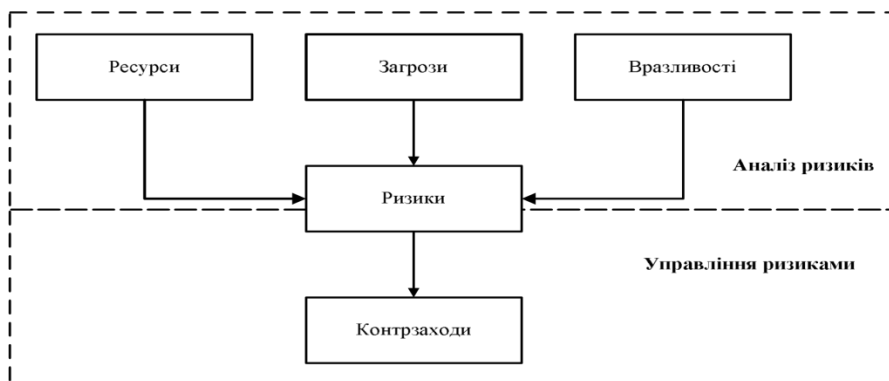 Ресурси
Загрози
Вразливості
Аналіз ризиків
Ризики
Управління ризиками
Контрзаходи